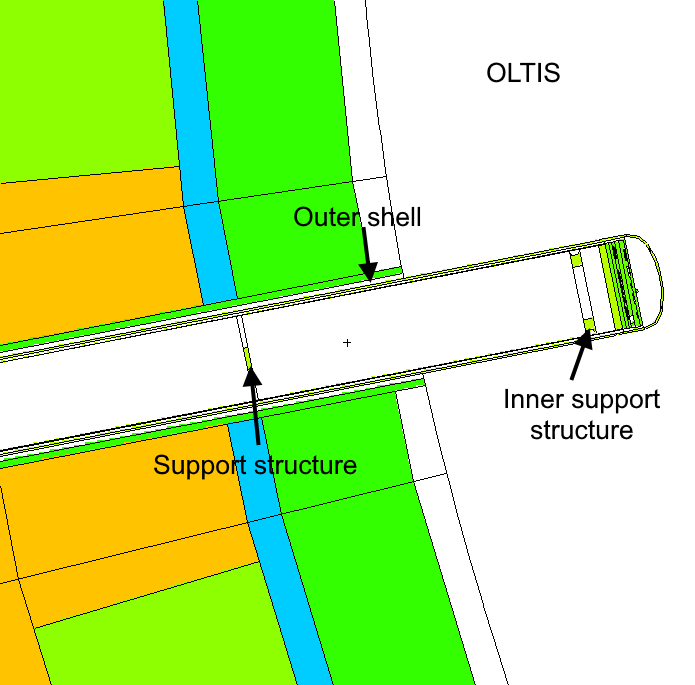 OLTIS
Outer shell
Inner support
structure
Support structure